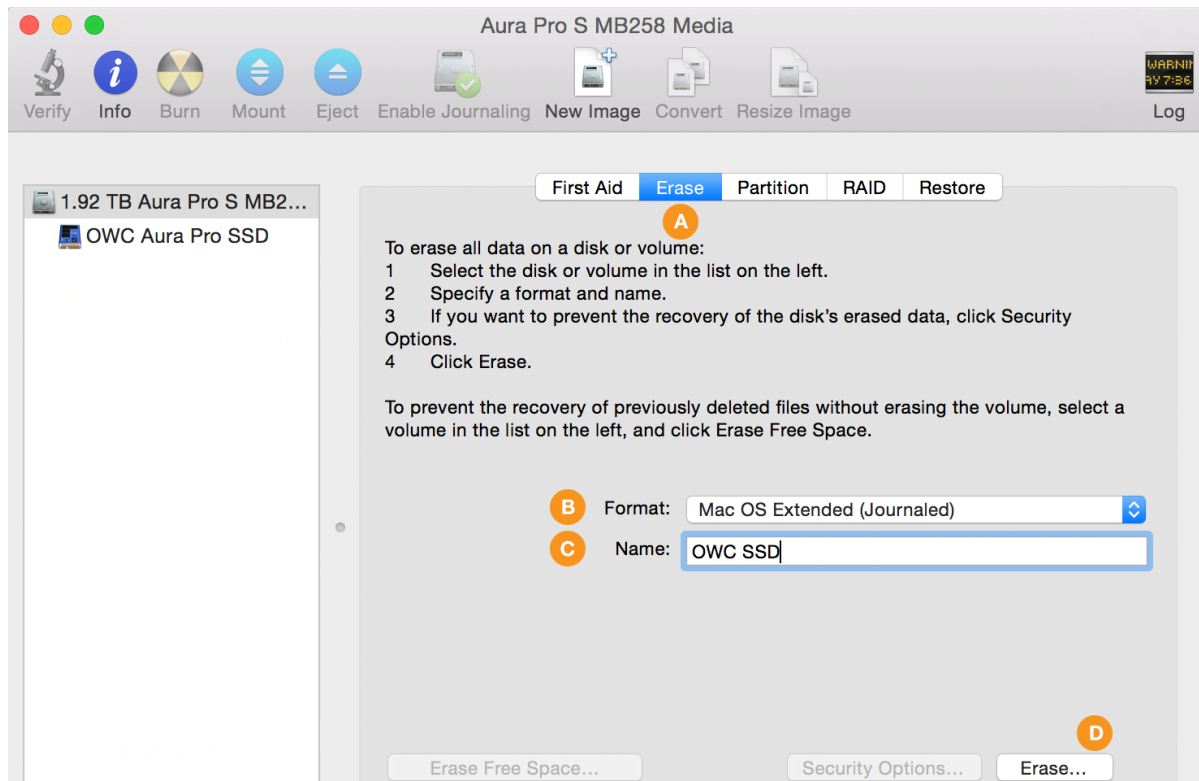 Aura Pro S MB258 Media
Verify Info Burn Mount Eject Enable Journaling New Image Convert Resize Image Log
WARNIN
AY 7:36
1.92 TB Aura Pro S MB2...
OWC Aura Pro SSD
First Aid Erase Partition RAID Restore
A
To erase all data on a disk or volume:
1 Select the disk or volume in the list on the left.
2 Specify a format and name.
3 If you want to prevent the recovery of the disk’s erased data, click Security
Options.
4 Click Erase.
To prevent the recovery of previously deleted files without erasing the volume, select a
volume in the list on the left, and click Erase Free Space.
B Format: Mac OS Extended (Journaled)
C Name: OWC SSD
D
Erase Free Space... Security Options... Erase...